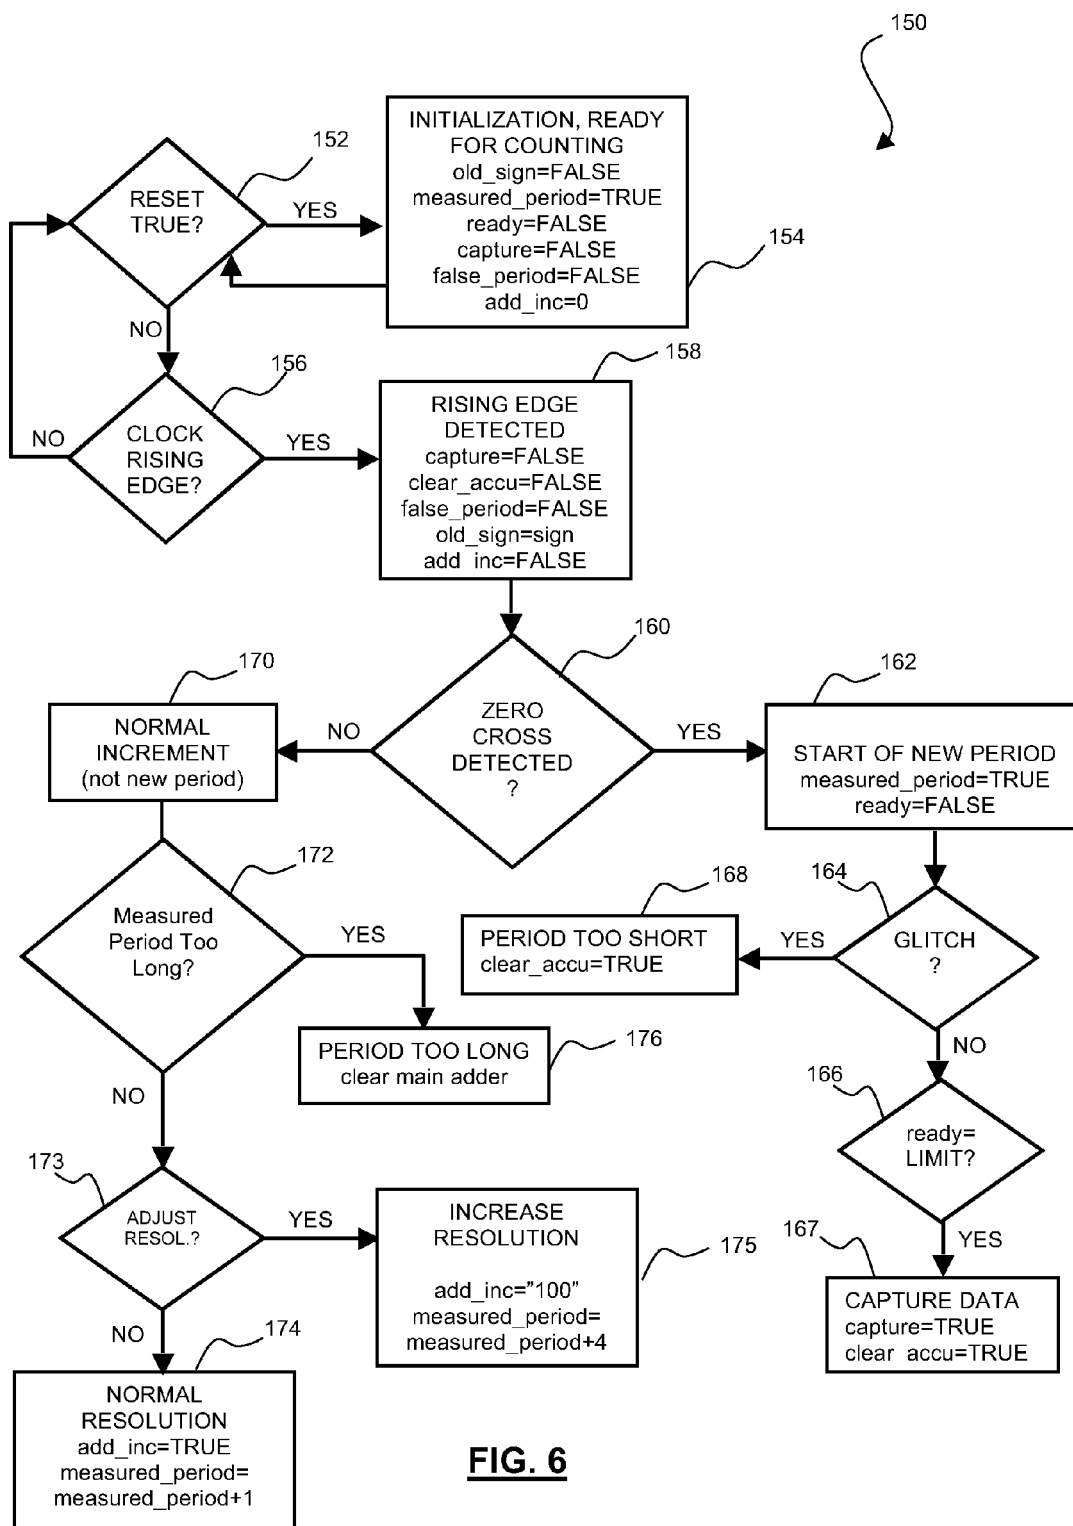 150
152
RESET
TRUE?
YES
INITIALIZATION, READY
FOR COUNTING
old_sign=FALSE
measured_period=TRUE
ready=FALSE
capture=FALSE
false_period=FALSE
add_inc=0
154
NO
156
CLOCK
RISING
EDGE?
NO
YES
158
RISING EDGE
DETECTED
capture=FALSE
clear_accu=FALSE
false_period=FALSE
old_sign=sign
add_inc=FALSE
160
ZERO
CROSS
DETECTED
?
NO
YES
170
NORMAL
INCREMENT
(not new period)
162
START OF NEW PERIOD
measured_period=TRUE
ready=FALSE
172
Measured
Period Too
Long?
YES
168
PERIOD TOO SHORT
clear_accu=TRUE
YES
164
GLITCH
?
PERIOD TOO LONG
clear main adder
176
NO
NO
166
ready=
LIMIT?
YES
173
ADJUST
RESOL.?
YES
INCREASE
RESOLUTION
add_inc="100"
measured_period=
measured_period+4
175
167
CAPTURE DATA
capture=TRUE
clear_accu=TRUE
NO
174
NORMAL
RESOLUTION
add_inc=TRUE
measured_period=
measured_period+1
FIG. 6